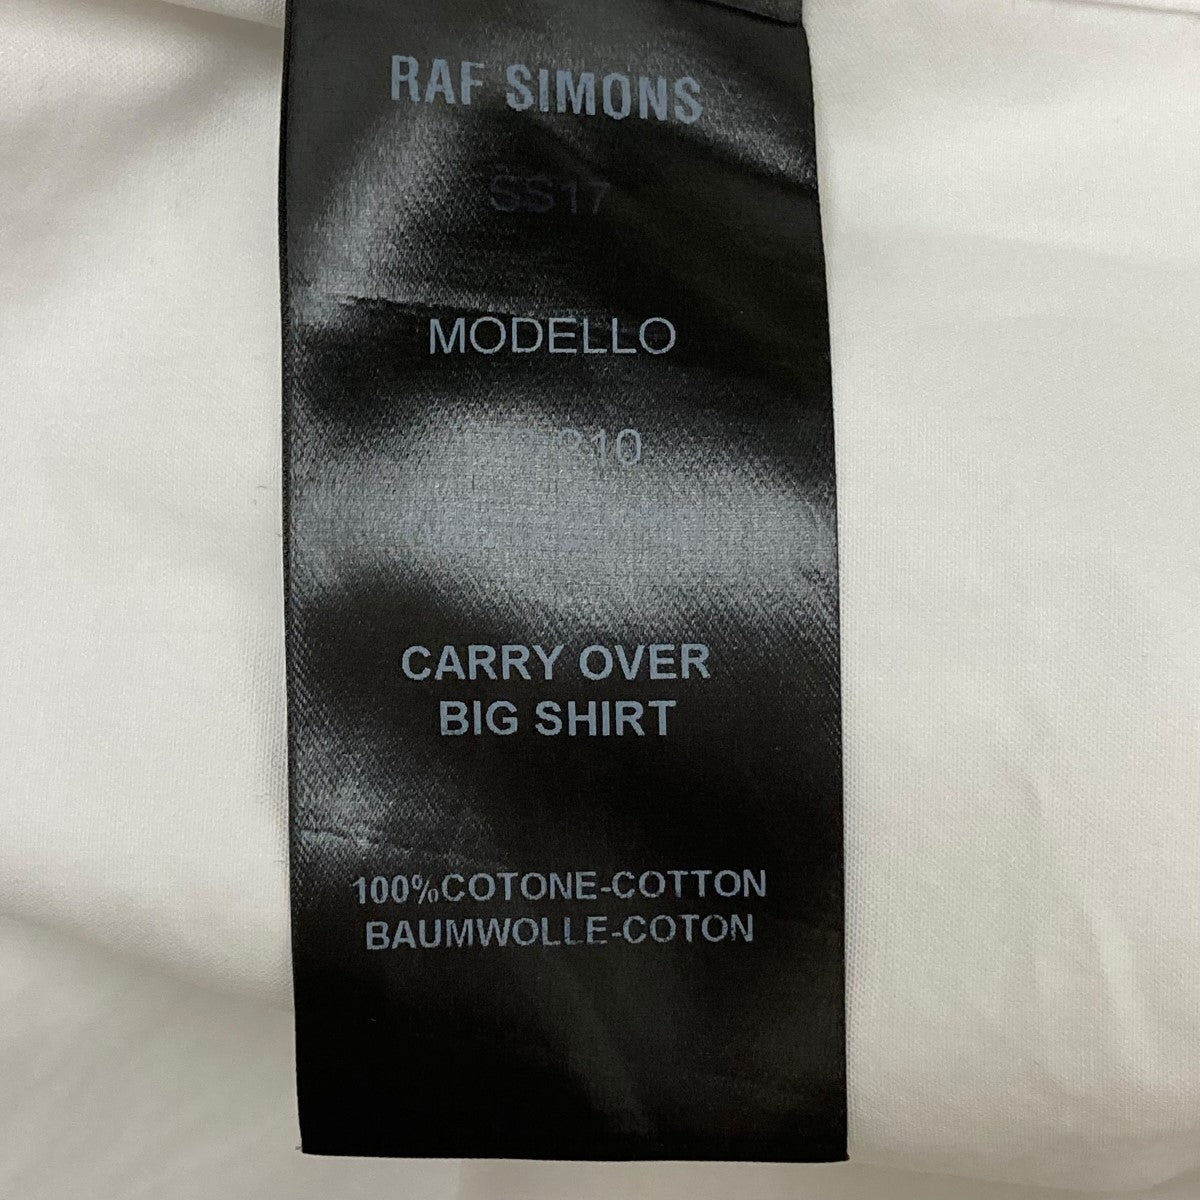 RAF SIMONS
SS17
MODELLO
CARRY OVER
BIG SHIRT
100%COTONE-COTTON
BAUMWOLLE-COTON